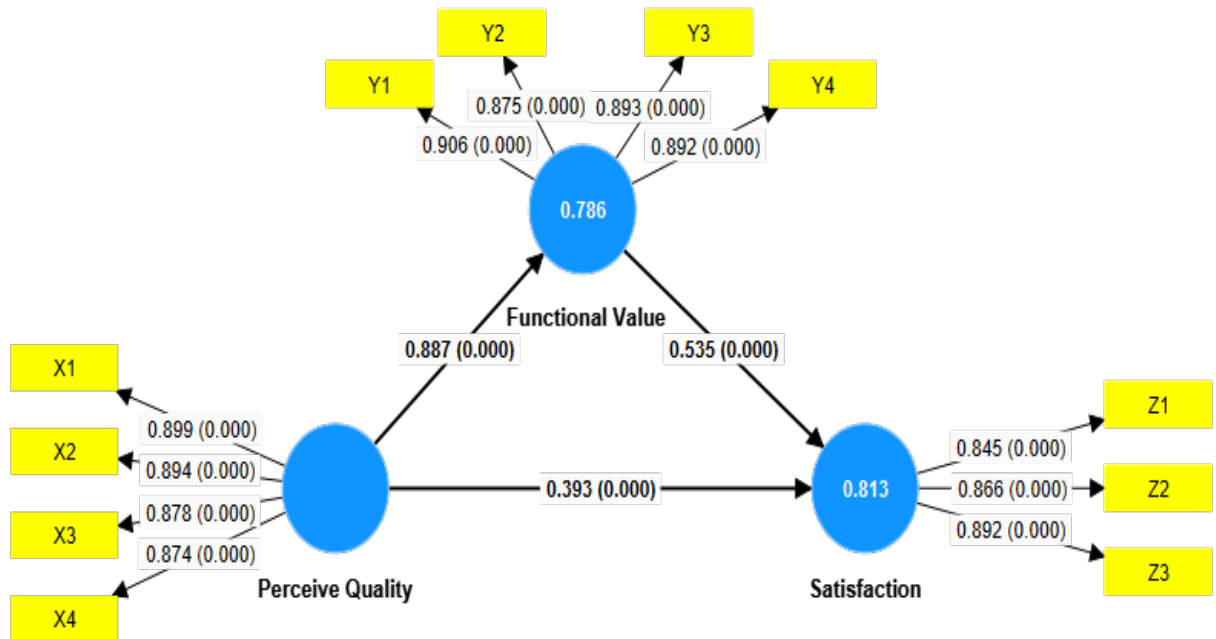 Y2
Y3
Y1
Y4
0.875 (0.000)
0.893 (0.000)
0.906 (0.000)
0.892 (0.000)
0.786
Functional Value
0.887 (0.000)
0.535 (0.000)
X1
X2
X3
X4
0.899 (0.000)
0.894 (0.000)
0.878 (0.000)
0.874 (0.000)
Perceive Quality
0.393 (0.000)
0.813
Satisfaction
0.845 (0.000)
0.866 (0.000)
0.892 (0.000)
Z1
Z2
Z3